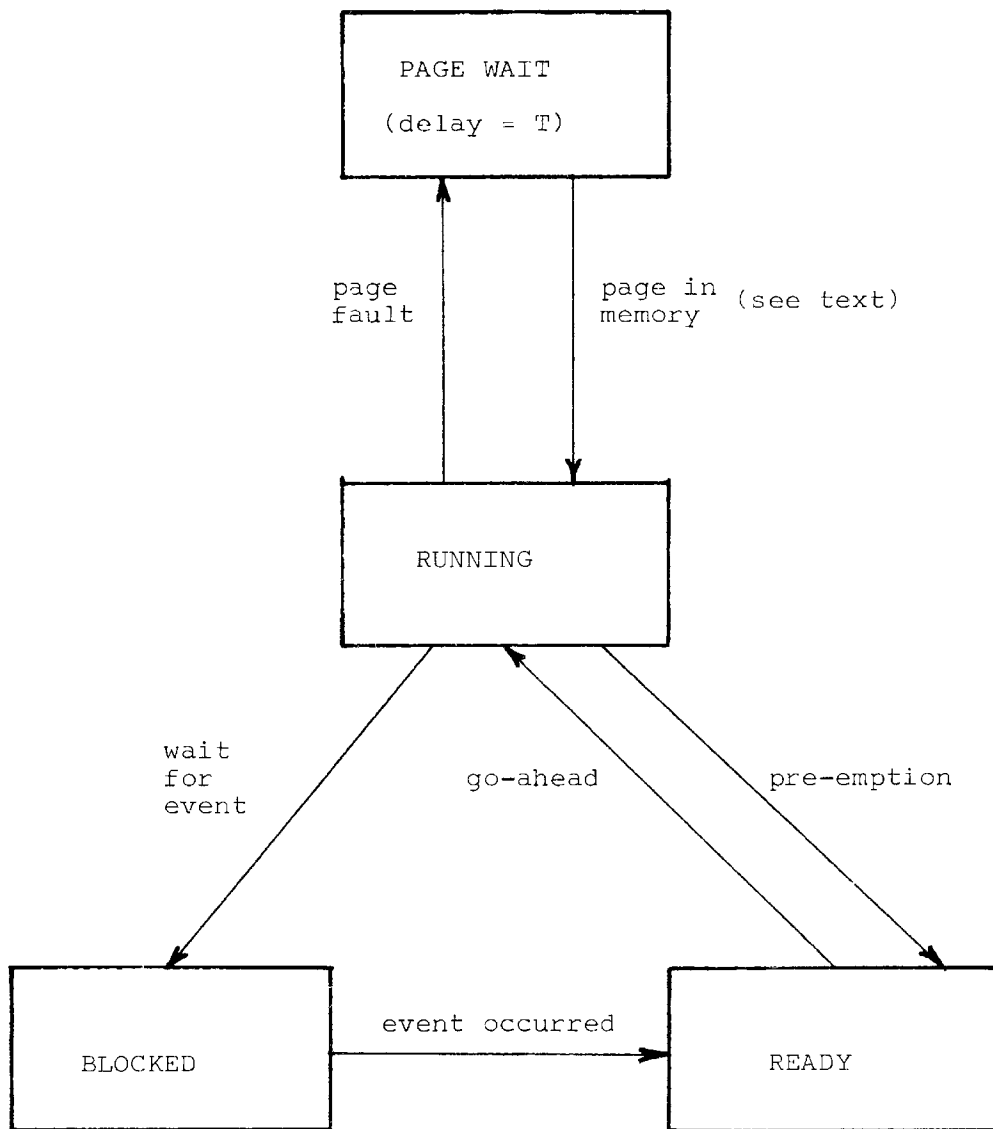 PAGE WAIT
(delay = T)
page
fault
page in
memory
(see text)
RUNNING
wait
for
event
go-ahead
pre-emption
event occurred
BLOCKED
READY